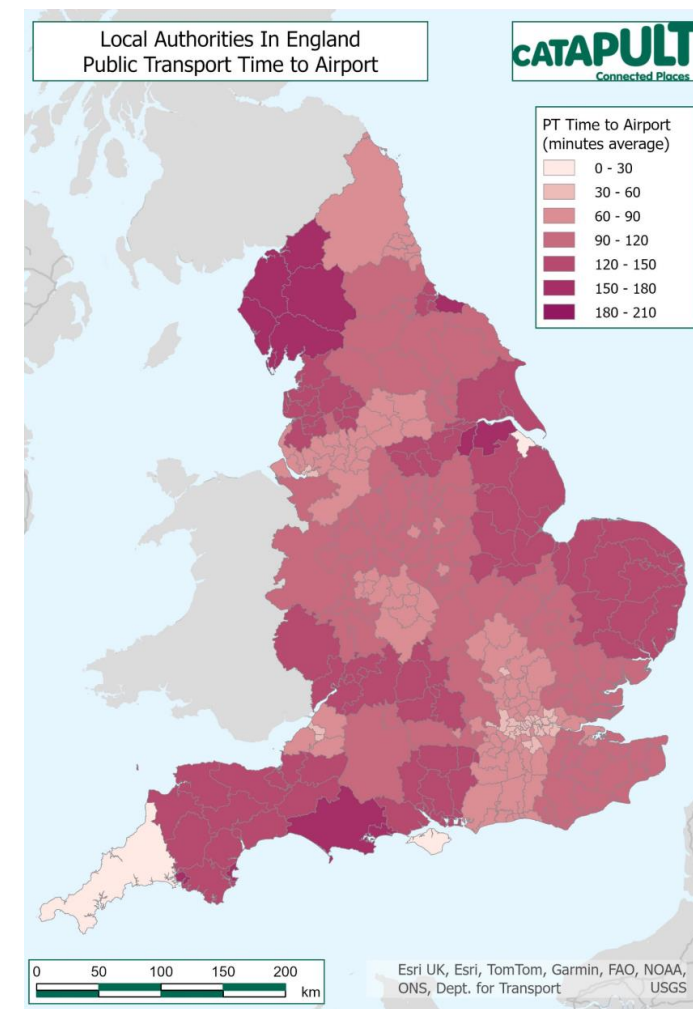 Local Authorities In England
Public Transport Time to Airport
CATAPULT
Connected Places
PT Time to Airport
(minutes average)
0 - 30
30 - 60
60 - 90
90 - 120
120 - 150
150 - 180
180 - 210
0 50 100 150 200
km
Esri UK, Esri, TomTom, Garmin, FAO, NOAA,
ONS, Dept. for Transport USGS